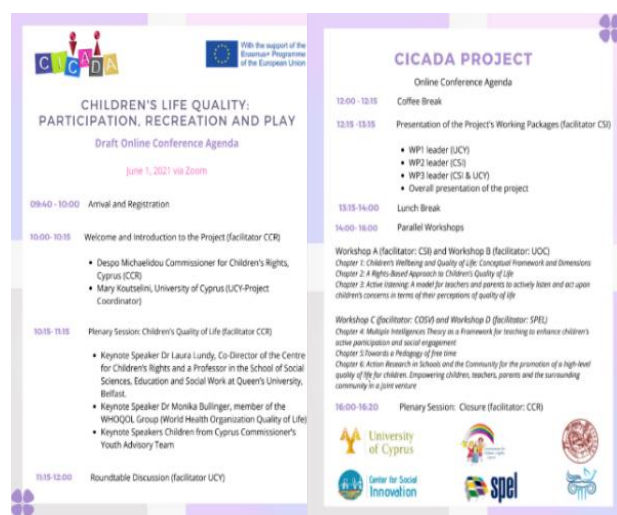 CICADA
With the support of the
Erasmus+ Programme
of the European Union
CHILDREN'S LIFE QUALITY:
PARTICIPATION, RECREATION AND PLAY
Draft Online Conference Agenda
June 1, 2021 via Zoom
09:40 - 10:00 Arrival and Registration
10:00- 10:15 Welcome and Introduction to the Project (facilitator CCR)
• Despo Michaelidou Commissioner for Children's Rights,
Cyprus (CCR)
• Mary Koutselini, University of Cyprus (UCY-Project
Coordinator)
10:15- 11:15 Plenary Session: Children's Quality of Life (facilitator CCR)
• Keynote Speaker Dr Laura Lundy, Co-Director of the Centre
for Children's Rights and a Professor in the School of Social
Sciences, Education and Social Work at Queen's University,
Belfast.
• Keynote Speaker Dr Monika Bullinger, member of the
WHOQOL Group (World Health Organization Quality of Life)
• Keynote Speakers Children from Cyprus Commissioner's
Youth Advisory Team
11:15-12:00 Roundtable Discussion (facilitator UCY)
CICADA PROJECT
Online Conference Agenda
12:00 -12:15 Coffee Break
12:15 -13:15 Presentation of the Project's Working Packages (facilitator CSI)
• WP1 leader (UCY)
• WP2 leader (CSI)
• WP3 leader (CSI & UCY)
• Overall presentation of the project
13:15-14:00 Lunch Break
14:00-16:00 Parallel Workshops
Workshop A (facilitator: CSI) and Workshop B (facilitator: UOC)
Chapter 1: Children's Wellbeing and Quality of Life: Conceptual Framework and Dimensions
Chapter 2: A Rights-Based Approach to Children's Quality of Life
Chapter 3: Active listening: A model for teachers and parents to actively listen and act upon
children's concerns in terms of their perceptions of quality of life
Workshop C (facilitator: COSV) and Workshop D (facilitator: SPEL)
Chapter 4: Multiple Intelligences Theory as a Framework for teaching to enhance children's
active participation and social engagement
Chapter 5:Towards a Pedagogy of free time
Chapter 6: Action Research in Schools and the Community for the promotion of a high-level
quality of life for children. Empowering children, teachers, parents and the surrounding
community in a joint venture
16:00-16:20 Plenary Session: Closure (facilitator: CCR)
University
of Cyprus
Center for Social
Innovation
spel